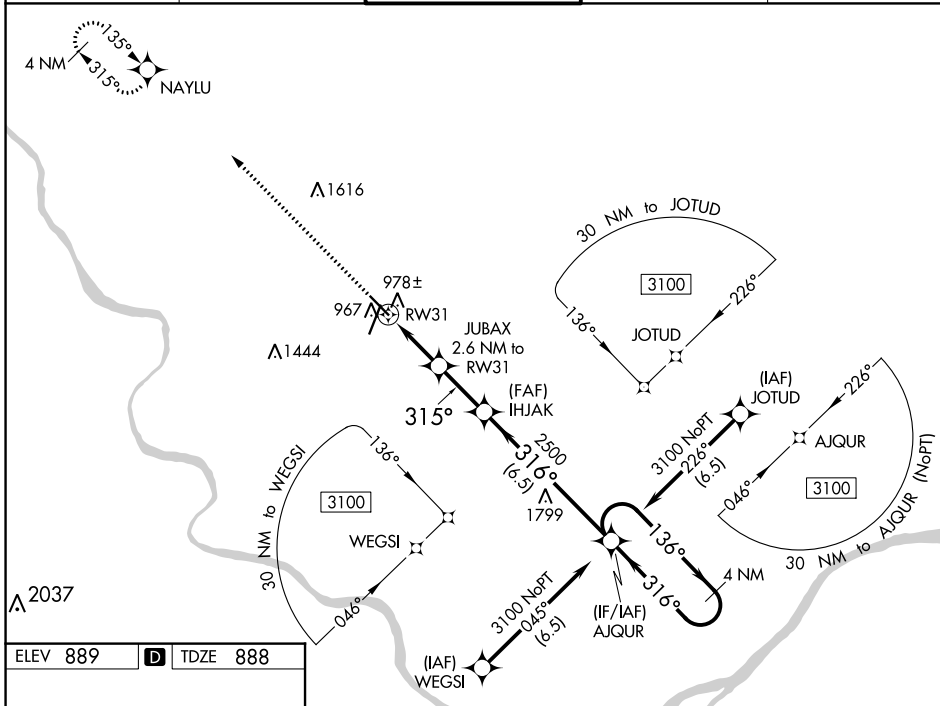 135°
4 NM
315°
NAYLU
1616
30 NM to JOTUD
3100
226°
136°
JOTUD
978±
967
RW31
JUBAX
2.6 NM to
RW31
1444
(FAF)
IHJAK
315°
(IAF)
JOTUD
226°
AJQUR
046°
3100
30 NM to AJQUR (NoPT)
3100 NoPT
226°
(6.5)
2500
316°
(6.5)
1799
30 NM to WEGSI
136°
3100
WEGSI
046°
136°
4 NM
316°
(IF/IAF)
AJQUR
3100 NoPT
045°
(6.5)
(IAF)
WEGSI
2037
ELEV 889 D TDZE 888